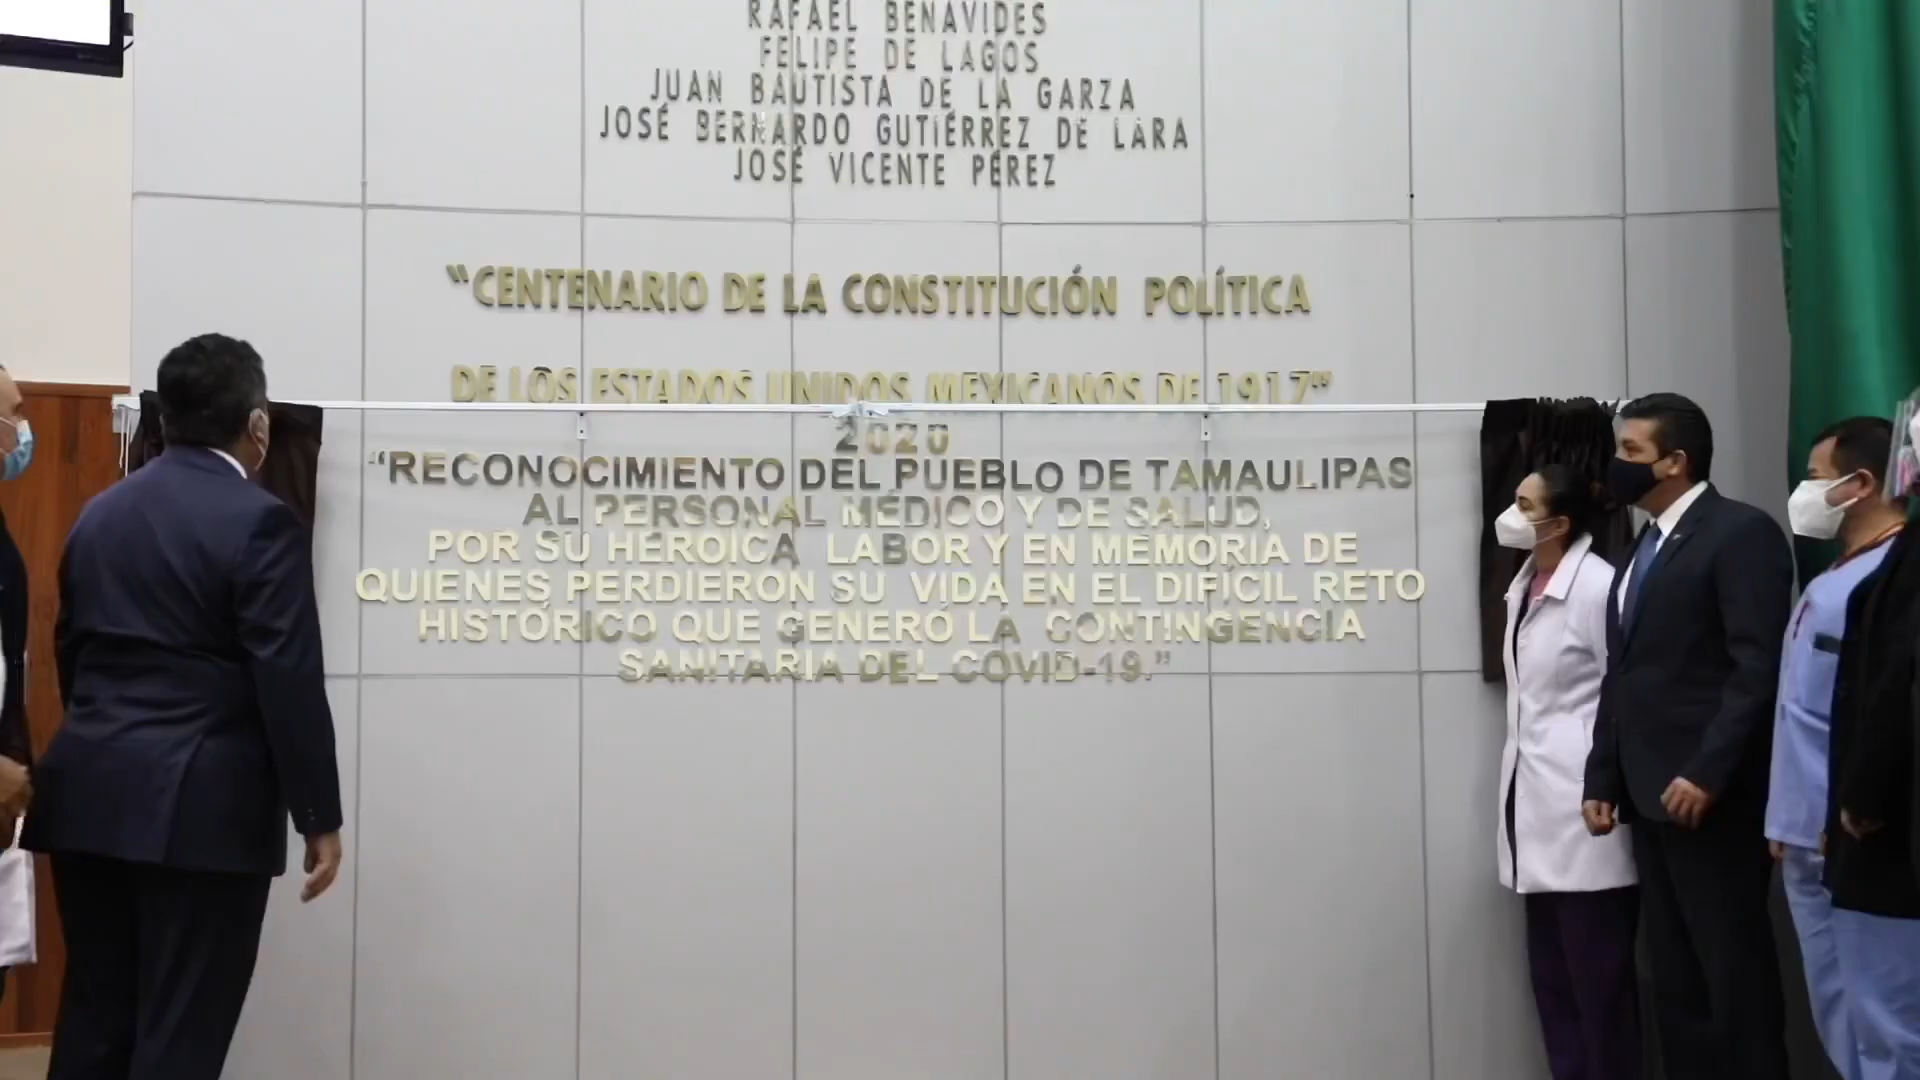 RAFAEL BENAVIDES
FELIPE DE LAGOS
JUAN BAUTISTA DE LA GARZA
JOSÉ BERNARDO GUTIÉRREZ DE LARA
JOSÉ VICENTE PÉREZ
“CENTENARIO DE LA CONSTITUCIÓN POLÍTICA
DE LOS ESTADOS UNIDOS MEXICANOS DE 1917”
2020
“RECONOCIMIENTO DEL PUEBLO DE TAMAULIPAS
AL PERSONAL MÉDICO Y DE SALUD,
POR SU HEROICA LABOR Y EN MEMORIA DE
QUIENES PERDIERON SU VIDA EN EL DIFÍCIL RETO
HISTÓRICO QUE GENERÓ LA CONTINGENCIA
SANITARIA DEL COVID-19.”